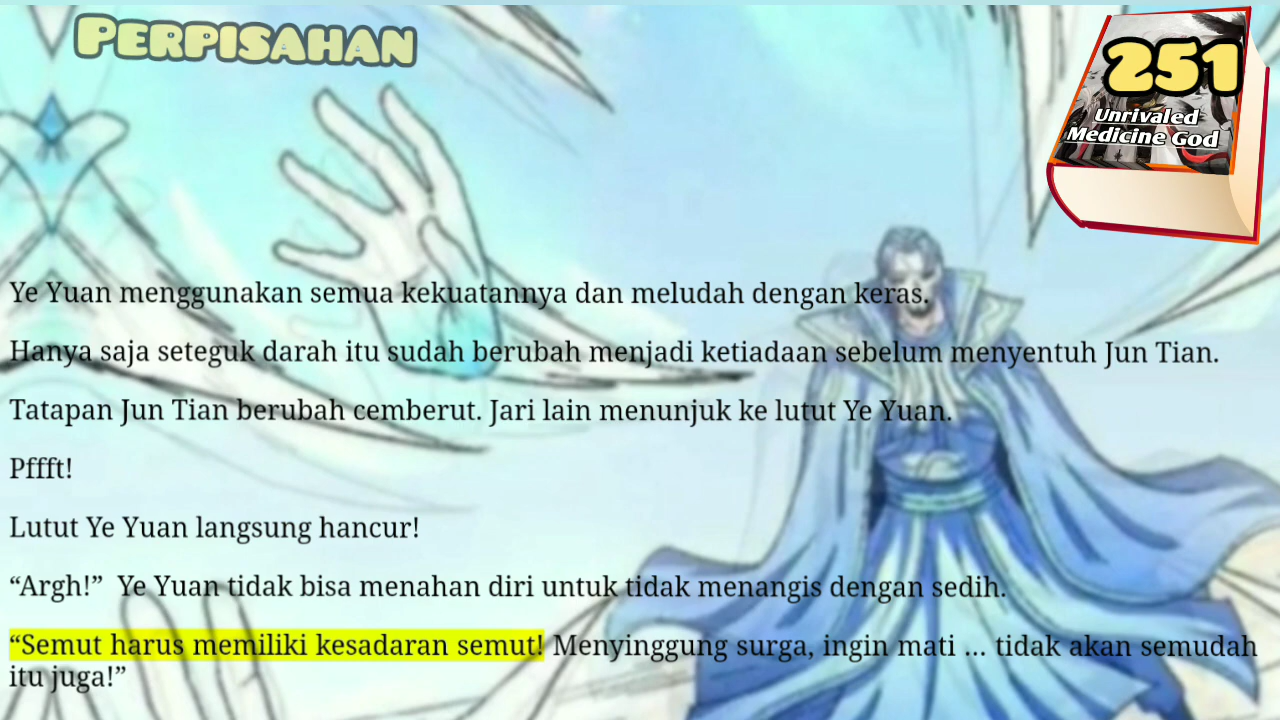 PERPISAHAN
251
Unrivaled
Medicine God
Ye Yuan menggunakan semua kekuatannya dan meludah dengan keras.
Hanya saja seteguk darah itu sudah berubah menjadi ketiadaan sebelum menyentuh Jun Tian.
Tatapan Jun Tian berubah cemberut. Jari lain menunjuk ke lutut Ye Yuan.
Pffft!
Lutut Ye Yuan langsung hancur!
“Argh!”  Ye Yuan tidak bisa menahan diri untuk tidak menangis dengan sedih.
“Semut harus memiliki kesadaran semut! Menyinggung surga, ingin mati … tidak akan semudah
itu juga!”